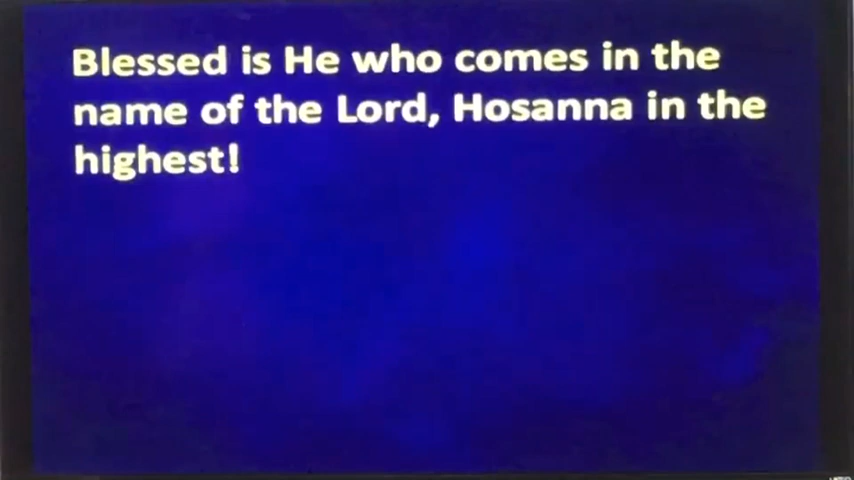 Blessed is He who comes in the
name of the Lord, Hosanna in the
highest!